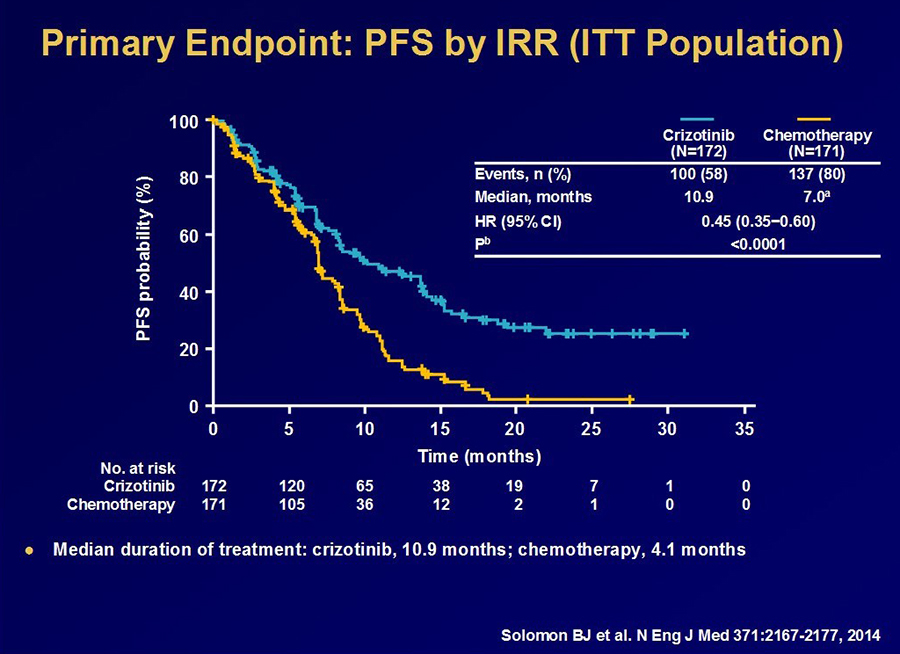 Primary Endpoint: PFS by IRR (ITT Population)
Crizotinib Chemotherapy
(N=172) (N=171)
Events, n (%) 100 (58) 137 (80)
Median, months 10.9 7.0ᵃ
HR (95% CI) 0.45 (0.35–0.60)
Pᵇ <0.0001
PFS probability (%)
100
80
60
40
20
0
0 5 10 15 20 25 30 35
Time (months)
No. at risk
Crizotinib 172 120 65 38 19 7 1 0
Chemotherapy 171 105 36 12 2 1 0 0
• Median duration of treatment: crizotinib, 10.9 months; chemotherapy, 4.1 months
Solomon BJ et al. N Eng J Med 371:2167-2177, 2014